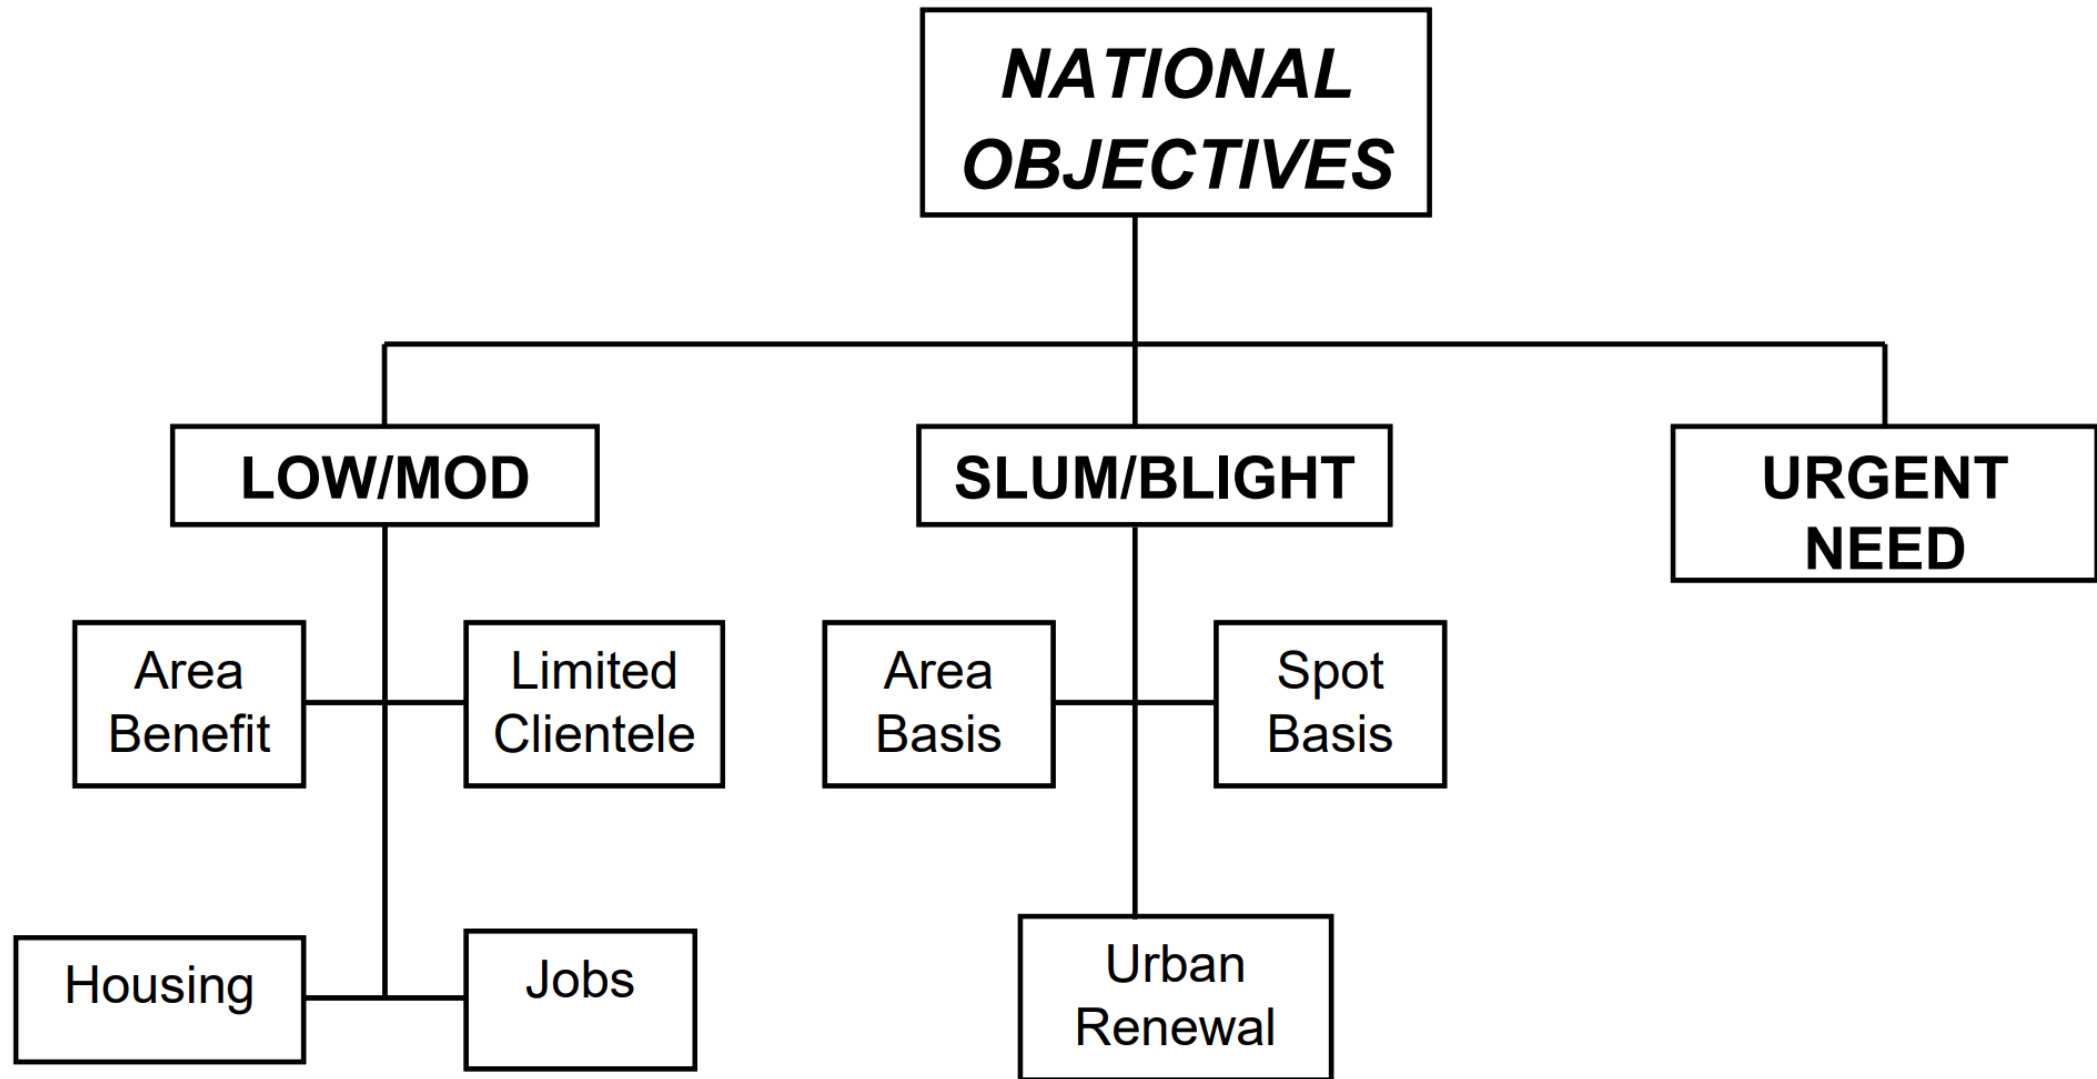 NATIONAL
OBJECTIVES
LOW/MOD
SLUM/BLIGHT
URGENT
NEED
Area
Benefit
Limited
Clientele
Area
Basis
Spot
Basis
Housing
Jobs
Urban
Renewal